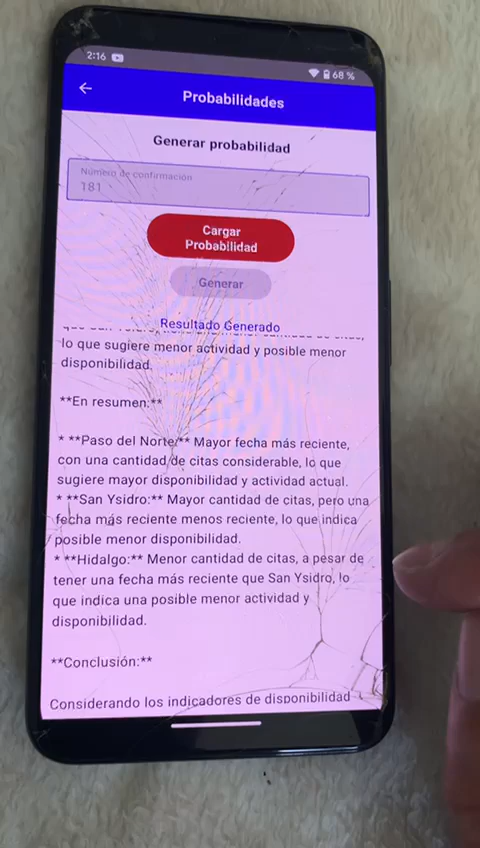 2:16
68 %
Probabilidades
Generar probabilidad
Número de confirmación
181
Cargar
Probabilidad
Generar
Resultado Generado
lo que sugiere menor actividad y posible menor
disponibilidad.
**En resumen:**
* **Paso del Norte:** Mayor fecha más reciente,
con una cantidad de citas considerable, lo que
sugiere mayor disponibilidad y actividad actual.
* **San Ysidro:** Mayor cantidad de citas, pero una
fecha más reciente menos reciente, lo que indica
posible menor disponibilidad.
* **Hidalgo:** Menor cantidad de citas, a pesar de
tener una fecha más reciente que San Ysidro, lo
que indica una posible menor actividad y
disponibilidad.
**Conclusión:**
Considerando los indicadores de disponibilidad